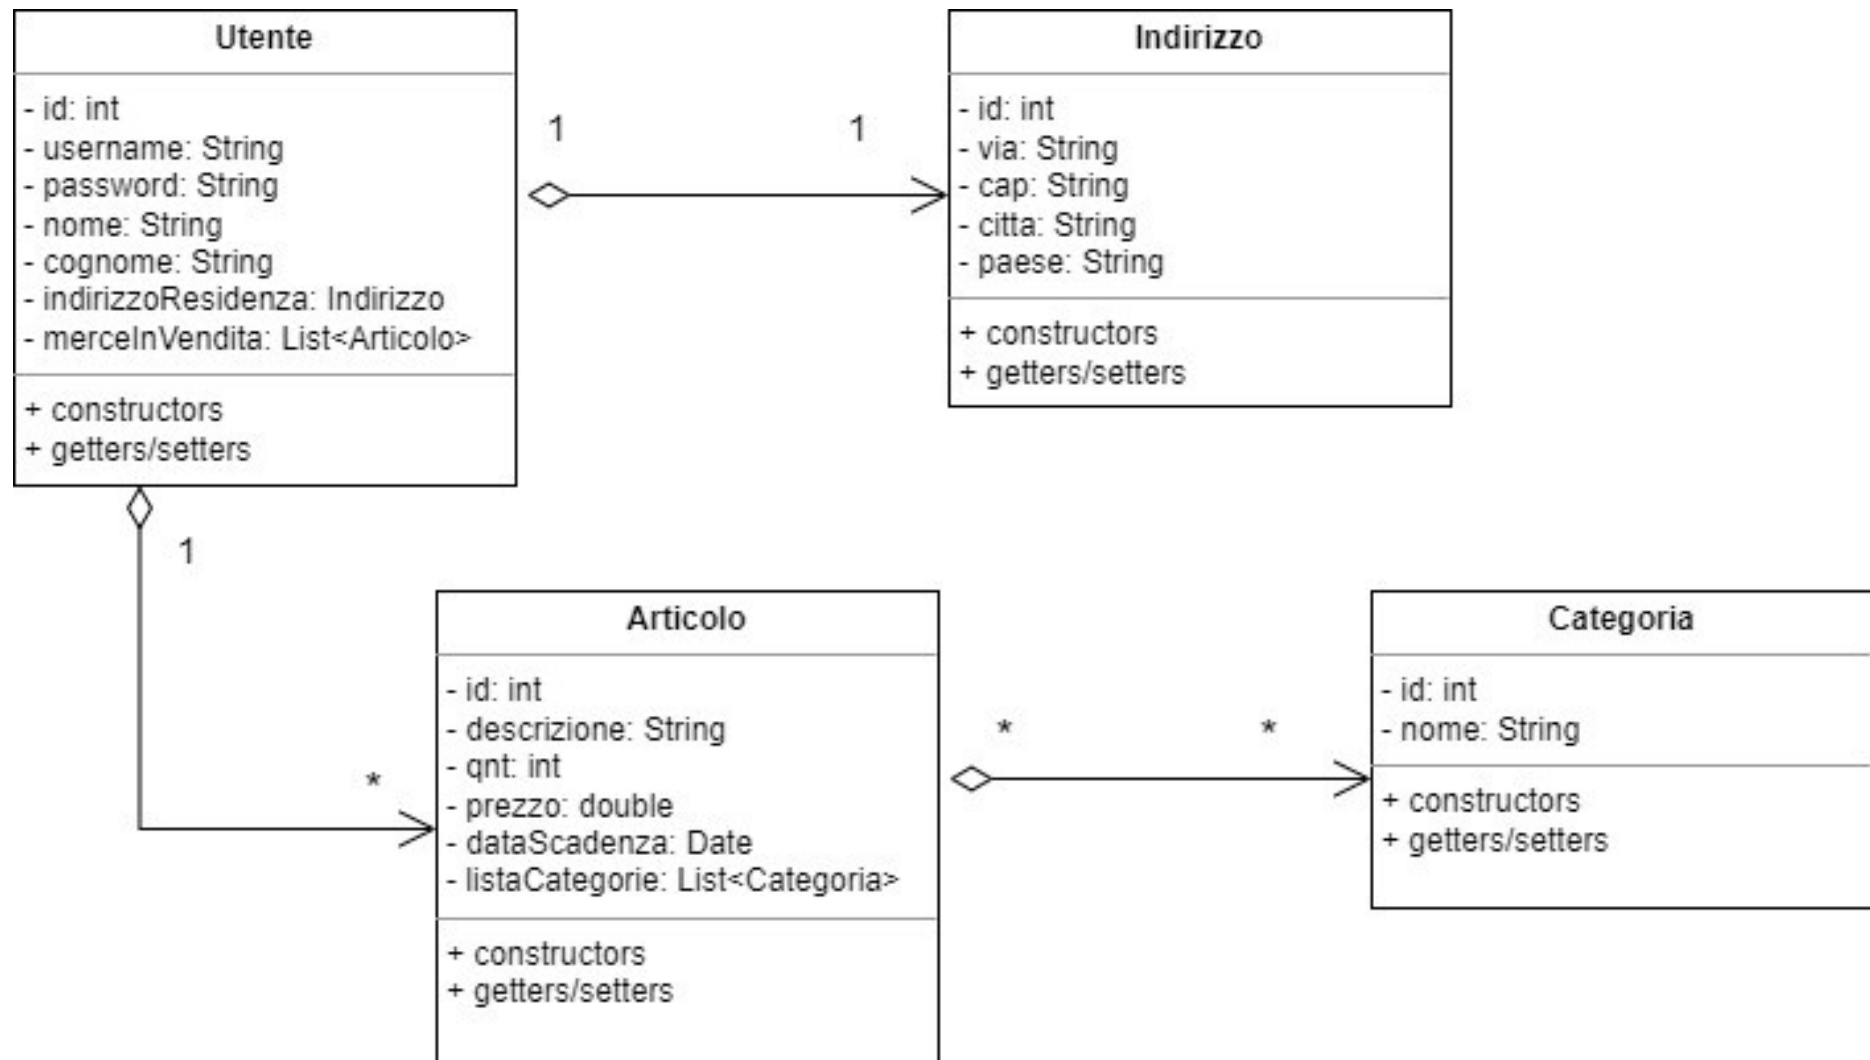 Utente
- id: int
- username: String
- password: String
- nome: String
- cognome: String
- indirizzoResidenza: Indirizzo
- merceInVendita: List<Articolo>
+ constructors
+ getters/setters
1
1
Indirizzo
- id: int
- via: String
- cap: String
- citta: String
- paese: String
+ constructors
+ getters/setters
1
*
Articolo
- id: int
- descrizione: String
- qnt: int
- prezzo: double
- dataScadenza: Date
- listaCategorie: List<Categoria>
+ constructors
+ getters/setters
*
*
Categoria
- id: int
- nome: String
+ constructors
+ getters/setters